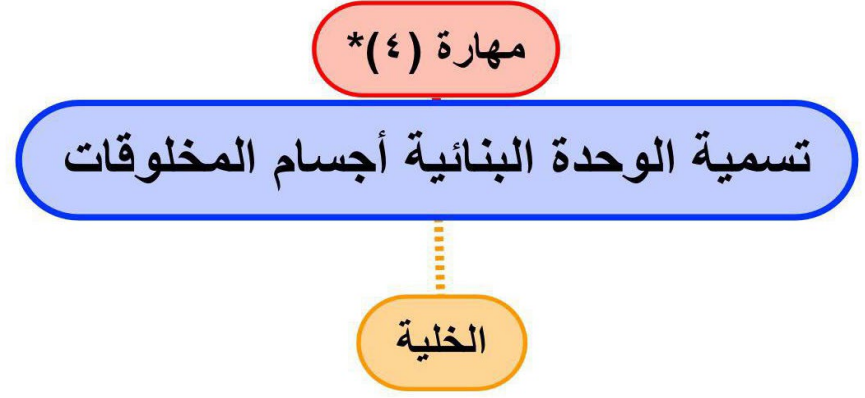 مهارة (٤)*
تسمية الوحدة البنائية أجسام المخلوقات
الخلية